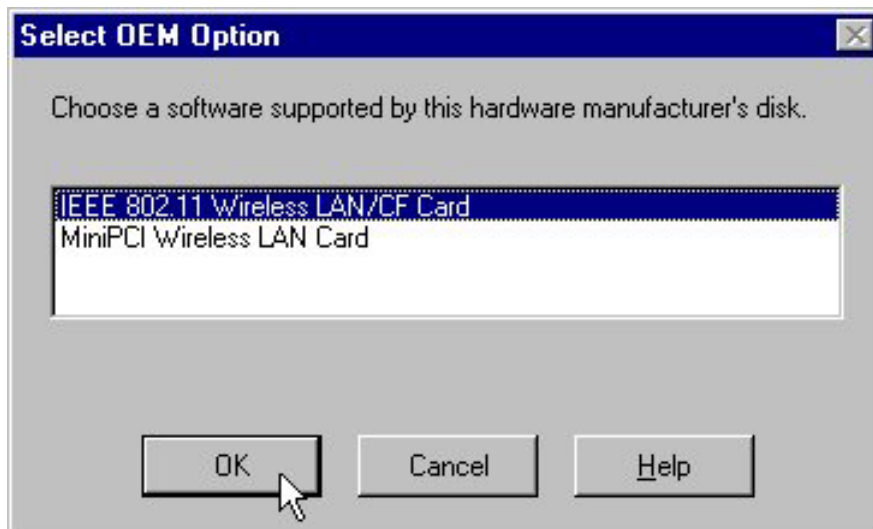 Select OEM Option
Choose a software supported by this hardware manufacturer's disk.
IEEE 802.11 Wireless LAN/CF Card
MiniPCI Wireless LAN Card
OK
Cancel
Help